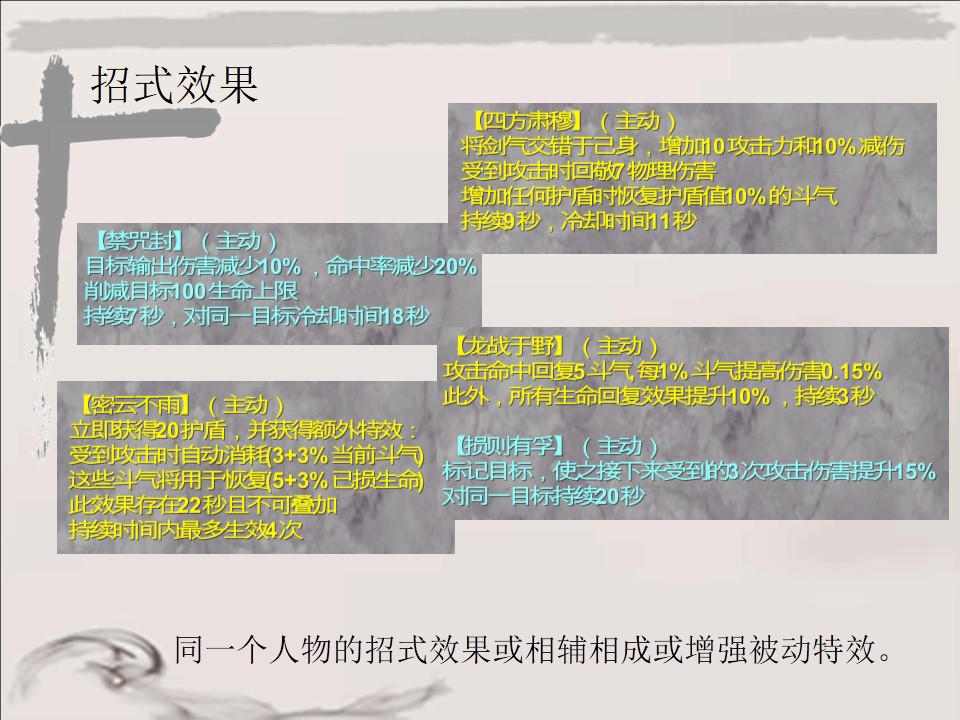 招式效果
【四方肃穆】（主动）
将剑气交错于己身，增加10攻击力和10%减伤
受到攻击时回敬7物理伤害
增加任何护盾时恢复护盾值10%的斗气
持续9秒，冷却时间11秒
【禁咒封】（主动）
目标输出伤害减少10%，命中率减少20%
削减目标100生命上限
持续7秒，对同一目标冷却时间18秒
【龙战于野】（主动）
攻击命中回复5斗气,每1%斗气提高伤害0.15%
此外，所有生命回复效果提升10%，持续3秒
【损则有孚】（主动）
标记目标，使之接下来受到的3次攻击伤害提升15%
对同一目标持续20秒
【密云不雨】（主动）
立即获得20护盾，并获得额外特效：
受到攻击时自动消耗(3+3%当前斗气)
这些斗气将用于恢复(5+3%已损生命)
此效果存在22秒且不可叠加
持续时间内最多生效4次
同一个人物的招式效果或相辅相成或增强被动特效。